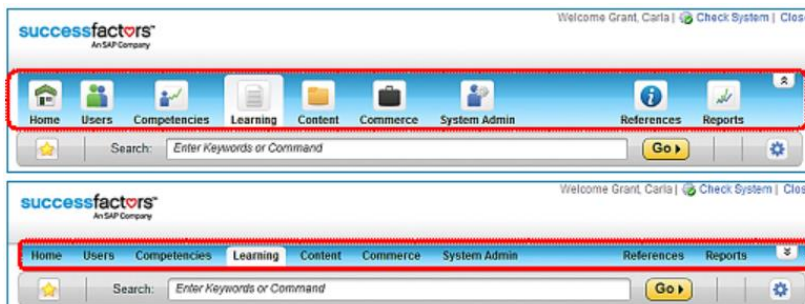 Welcome Grant, Carla | Check System | Clos
successfactors™
An SAP Company
Home Users Competencies Learning Content Commerce System Admin References Reports
Search: Enter Keywords or Command Go
Welcome Grant, Carla | Check System | Clos
successfactors™
An SAP Company
Home Users Competencies Learning Content Commerce System Admin References Reports
Search: Enter Keywords or Command Go